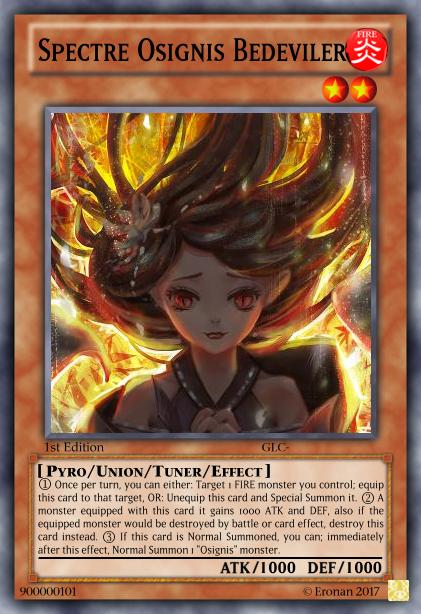 SPECTRE OSIGNIS BEDEVILER
FIRE
炎
1st Edition GLC-
[ PYRO/UNION/TUNER/EFFECT ]
① Once per turn, you can either: Target 1 FIRE monster you control; equip
this card to that target, OR: Unequip this card and Special Summon it. ② A
monster equipped with this card it gains 1000 ATK and DEF, also if the
equipped monster would be destroyed by battle or card effect, destroy this
card instead. ③ If this card is Normal Summoned, you can; immediately
after this effect, Normal Summon 1 "Osignis" monster.
ATK/1000 DEF/1000
900000101 © Eronan 2017